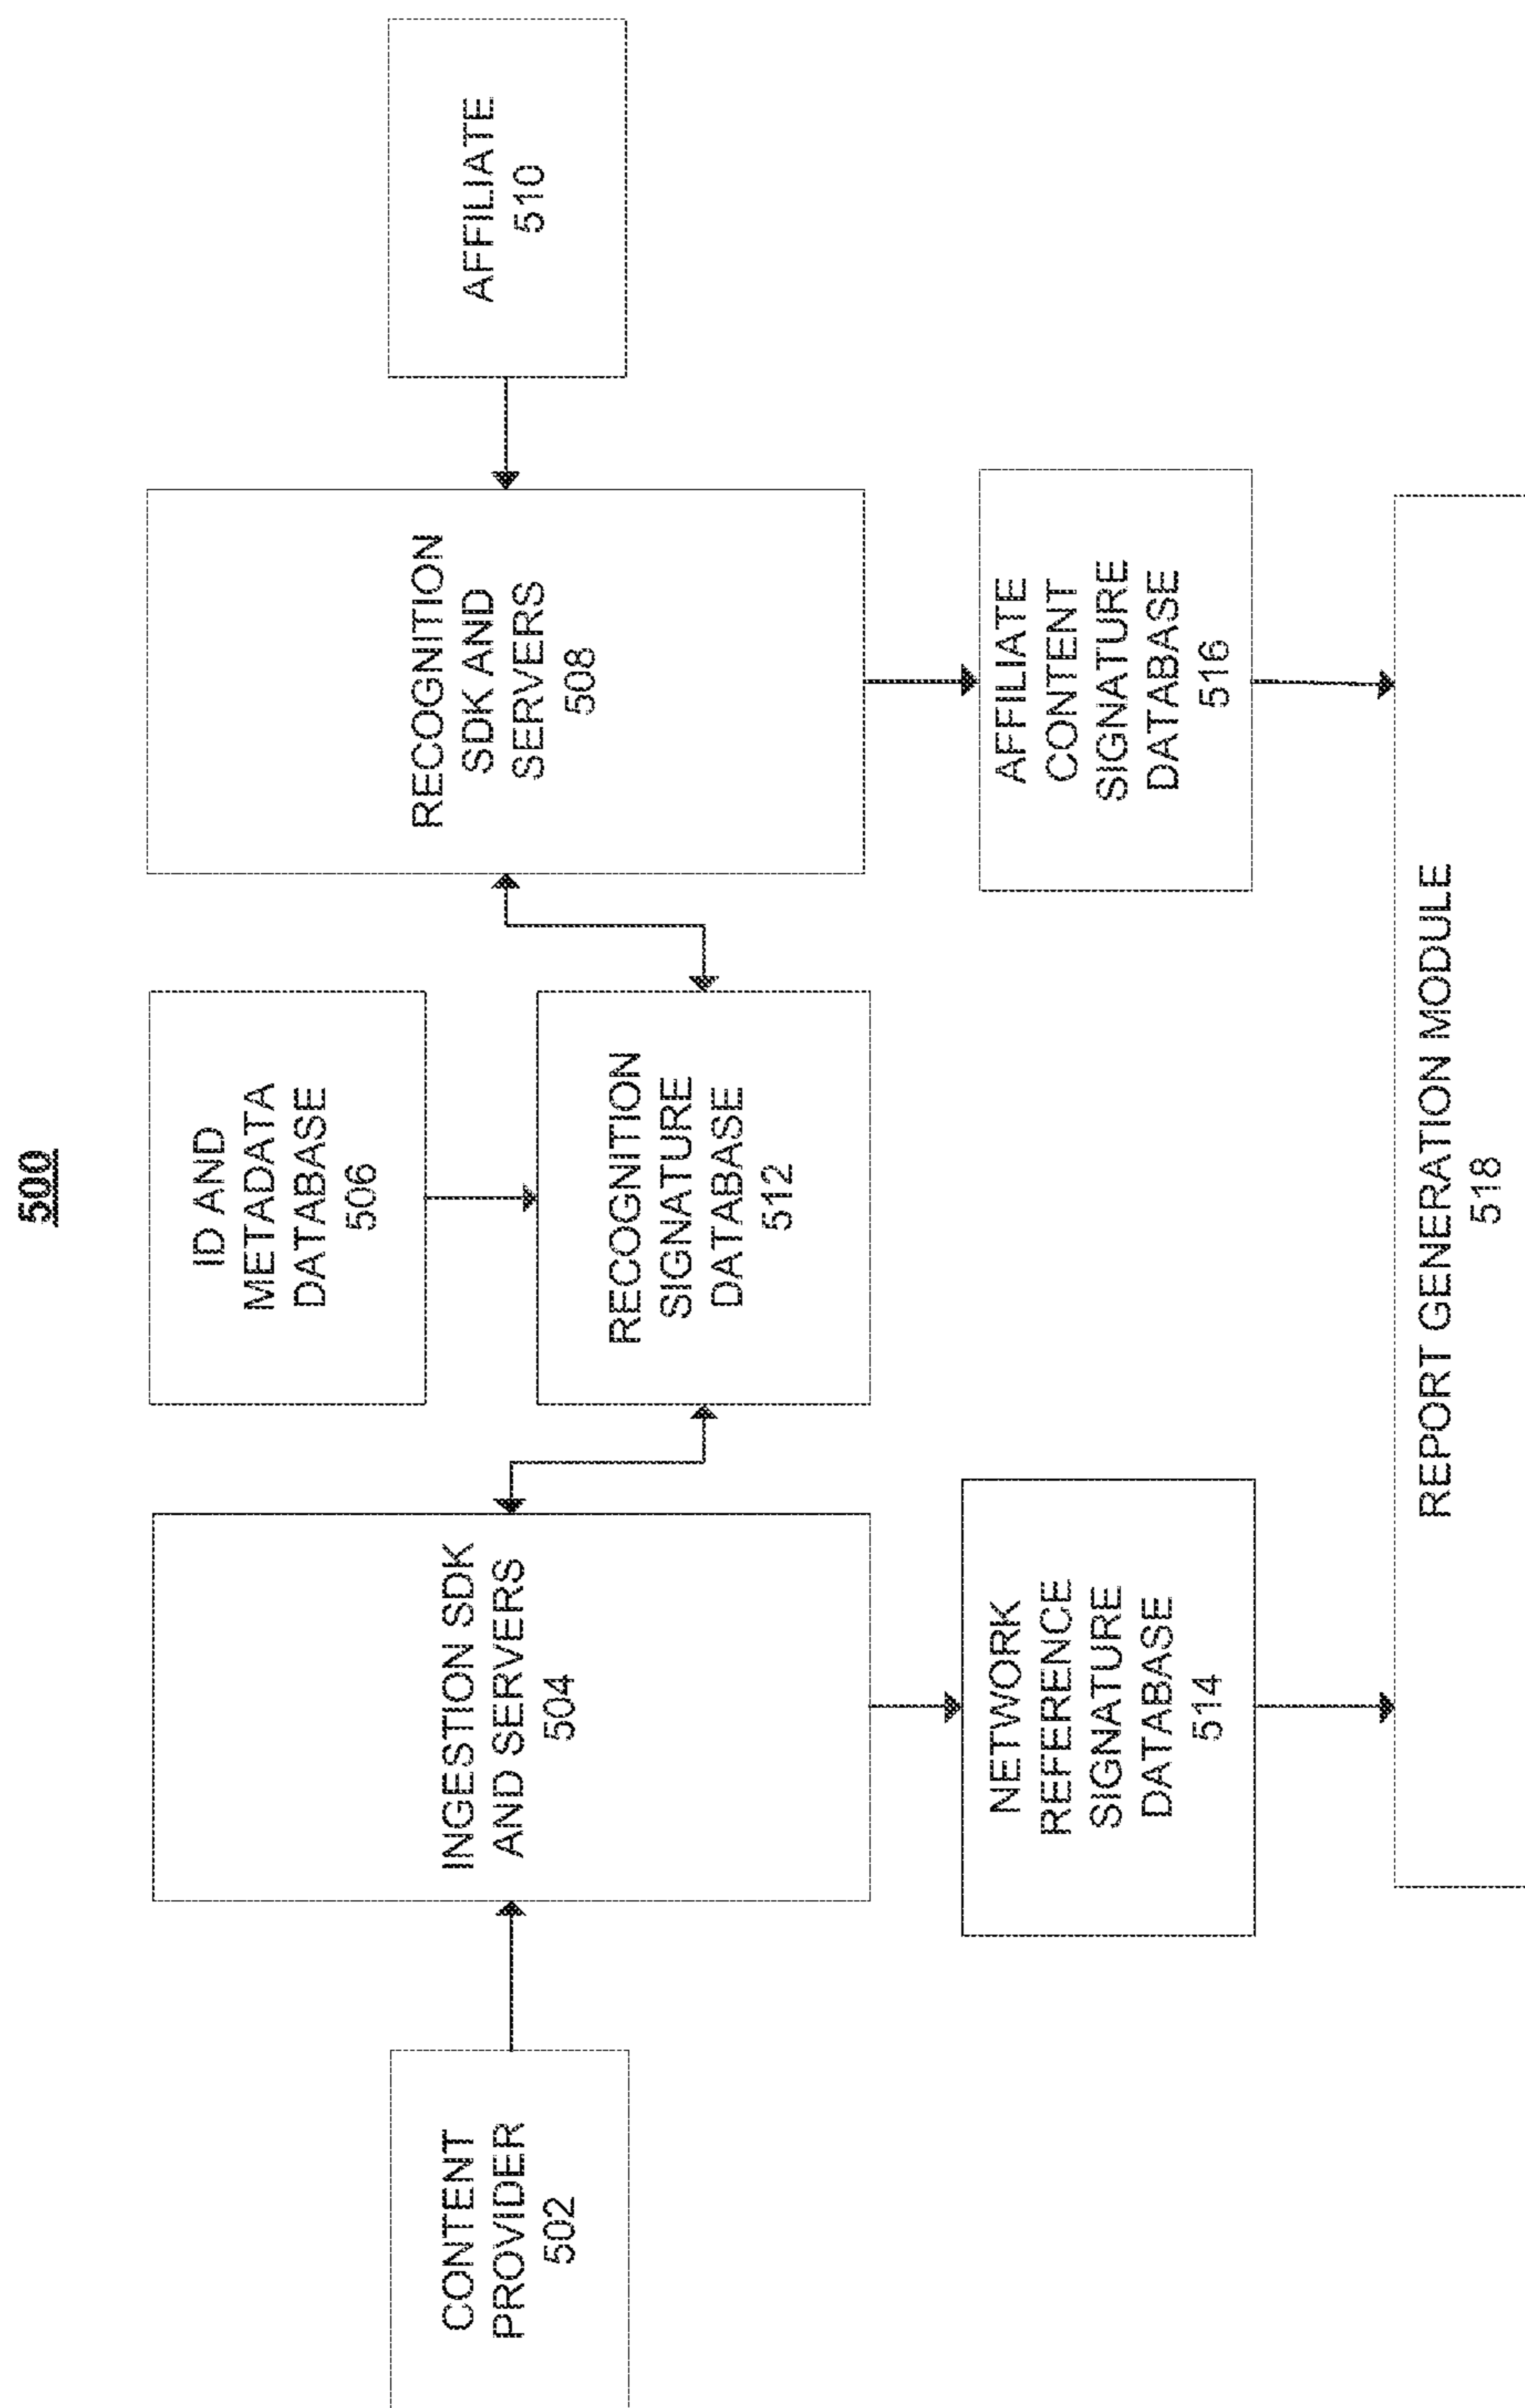 500
CONTENT
PROVIDER
502
INGESTION SDK
AND SERVERS
504
ID AND
METADATA
DATABASE
506
RECOGNITION
SIGNATURE
DATABASE
512
RECOGNITION
SDK AND
SERVERS
508
AFFILIATE
510
NETWORK
REFERENCE
SIGNATURE
DATABASE
514
AFFILIATE
CONTENT
SIGNATURE
DATABASE
516
REPORT GENERATION MODULE
518